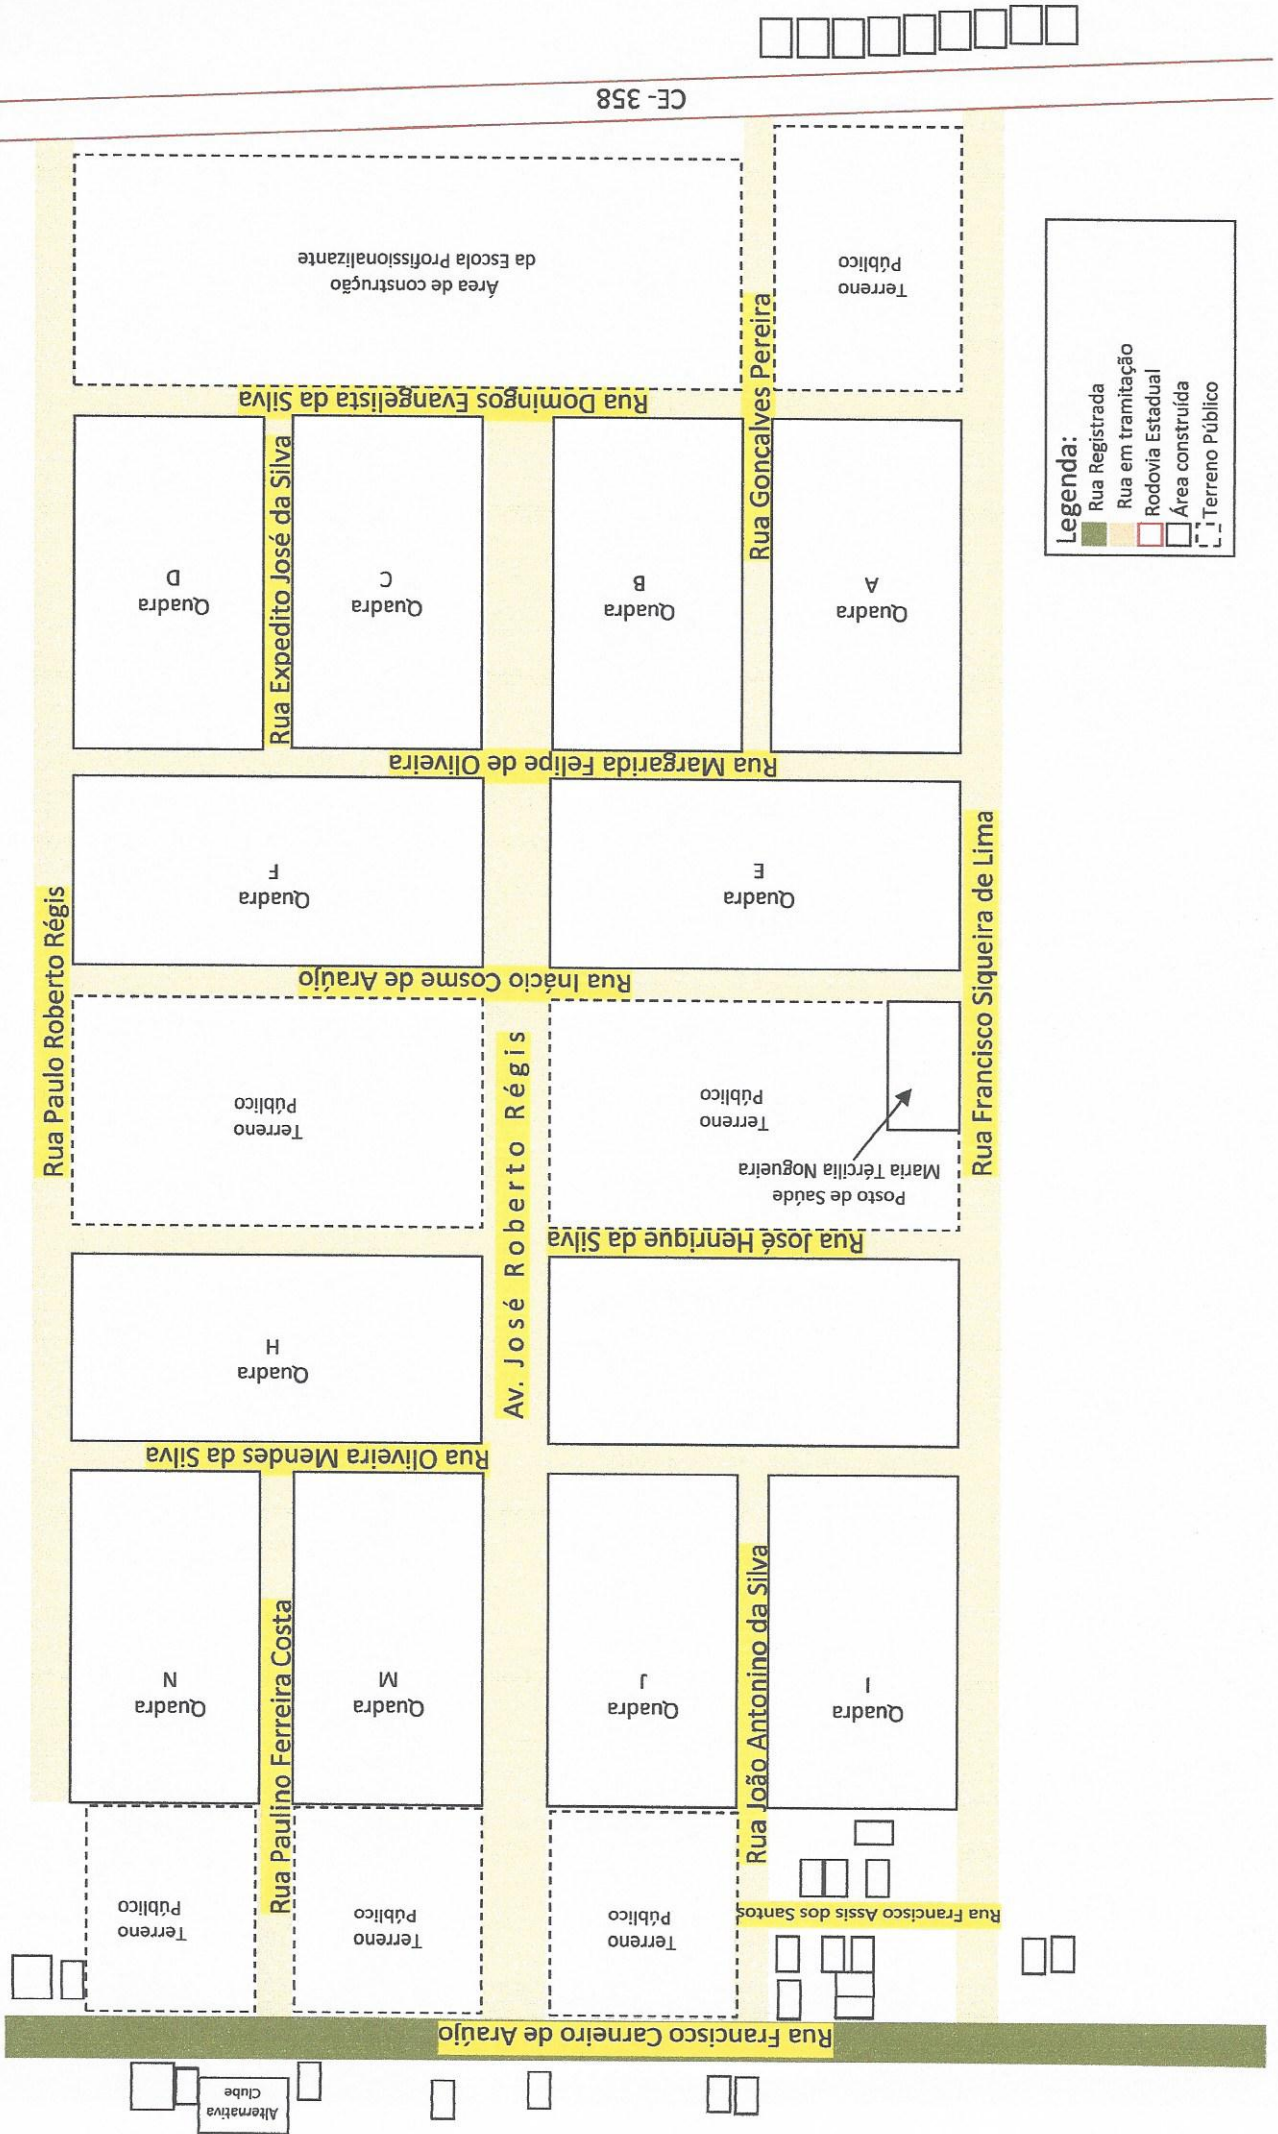 CE- 358
Área de construção
da Escola Profissionalizante
Terreno
Público
Rua Domingos Evangelista da Silva
Rua Gonçalves Pereira
Rua Expedito José da Silva
Quadra
D
Quadra
C
Quadra
B
Quadra
A
Legenda:
Rua Registrada
Rua em tramitação
Rodovia Estadual
Área construída
Terreno Público
Rua Margarida Felipe de Oliveira
Quadra
F
Quadra
E
Rua Paulo Roberto Régis
Rua Francisco Siqueira de Lima
Rua Inácio Cosme de Araújo
Terreno
Público
Av. José Roberto Régis
Terreno
Público
Posto de Saúde
Maria Tércilia Nogueira
Rua José Henrique da Silva
Quadra
H
Rua Oliveira Mendes da Silva
Quadra
N
Rua Paulino Ferreira Costa
Quadra
M
Quadra
J
Rua João Antonino da Silva
Quadra
I
Terreno
Público
Terreno
Público
Terreno
Público
Rua Francisco Assis dos Santos
Rua Francisco Carneiro de Araújo
Alternativa
Clube